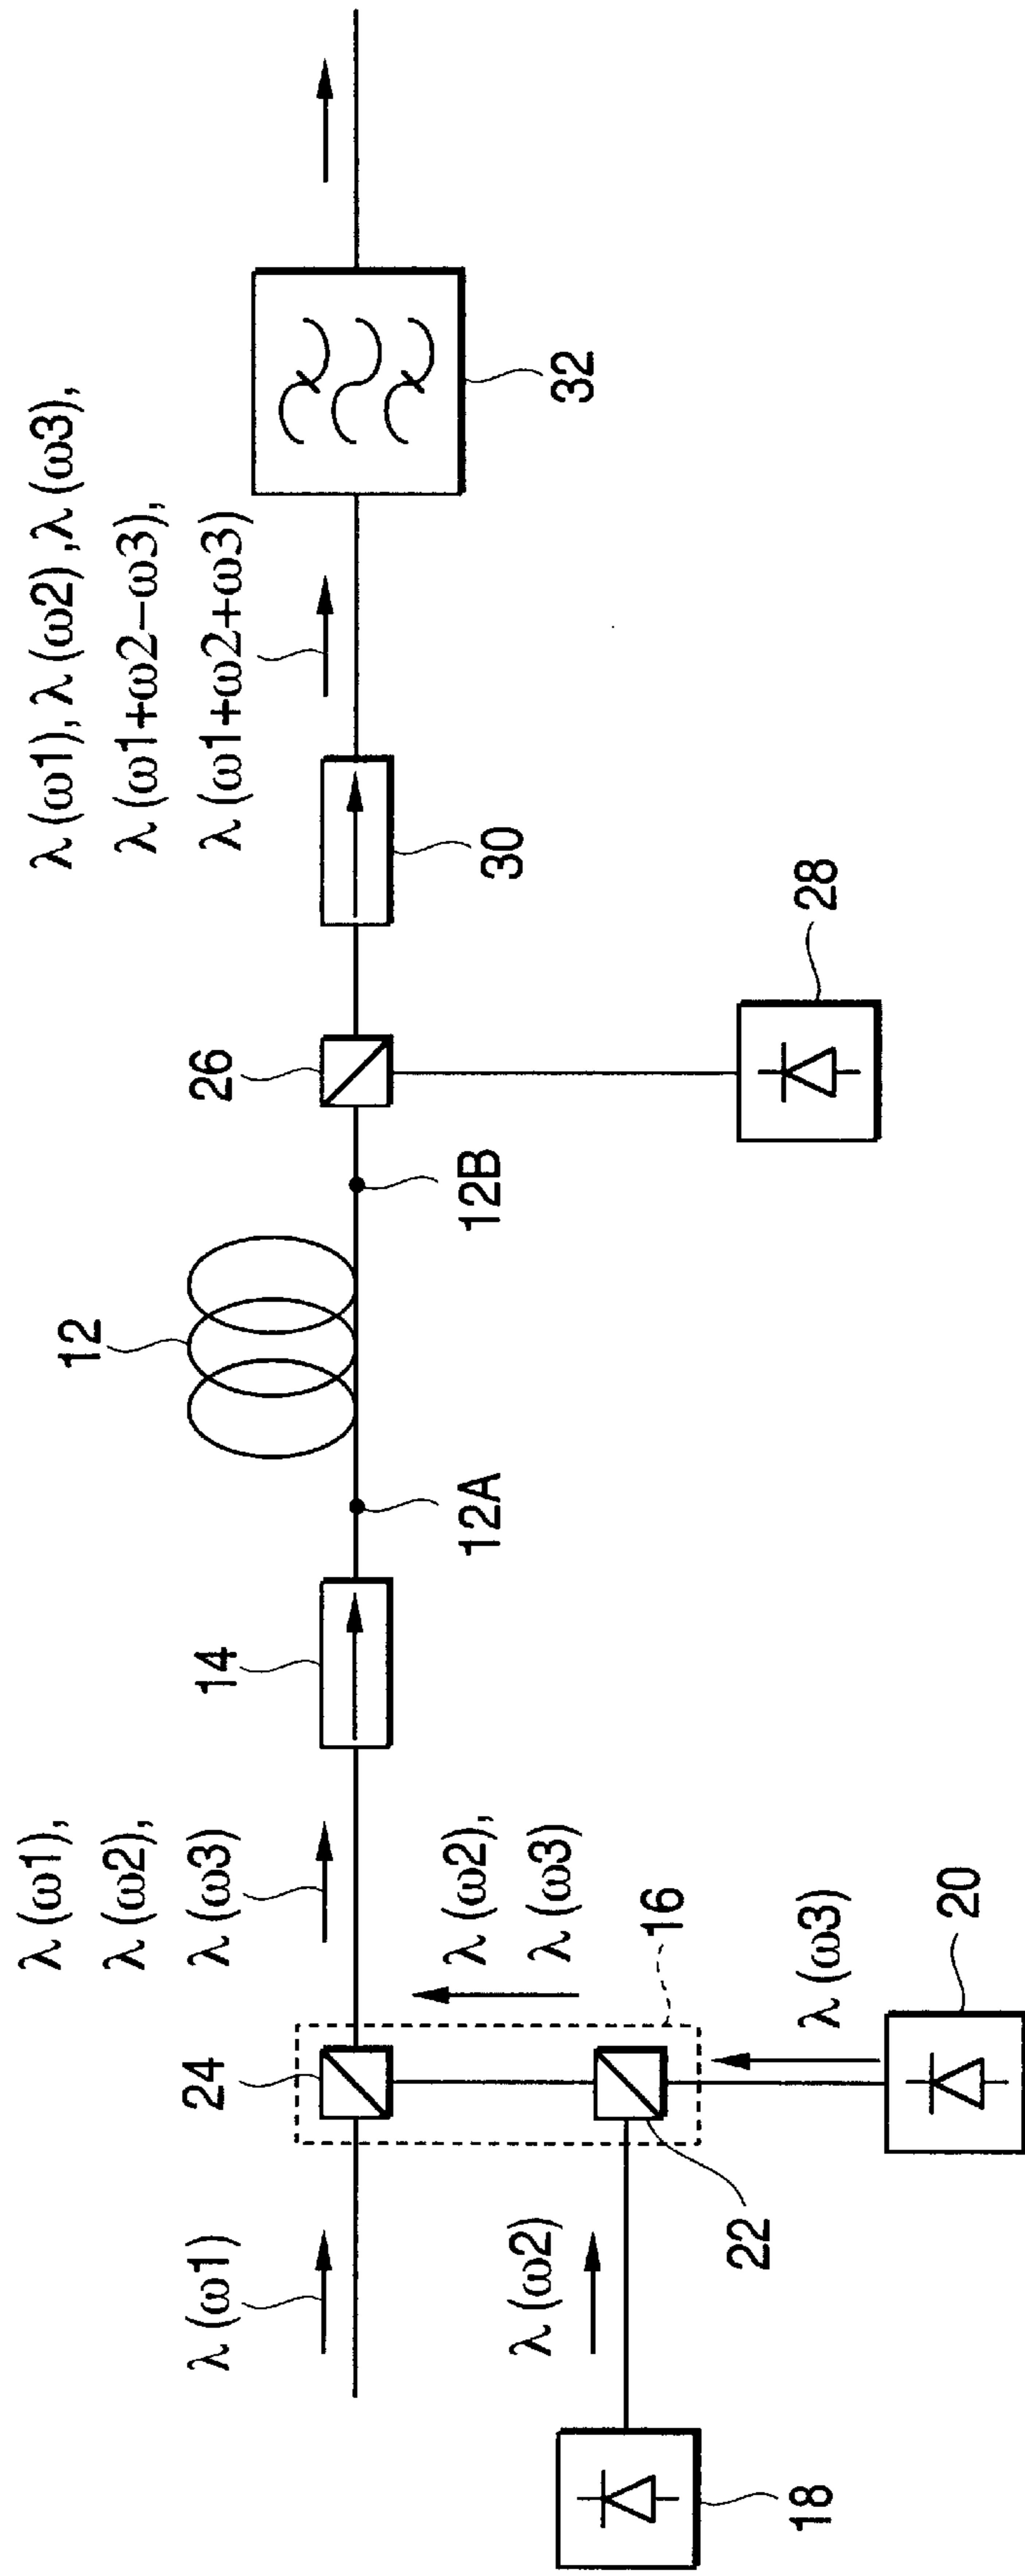 λ (ω1), λ (ω2) ,λ (ω3),
λ (ω1+ω2−ω3),
λ (ω1+ω2+ω3)
λ (ω1),
λ (ω2),
λ (ω3)
12
14
26
24
λ (ω1)
12A
12B
30
32
λ (ω2),
λ (ω3)
16
λ (ω2)
22
28
λ (ω3)
18
20